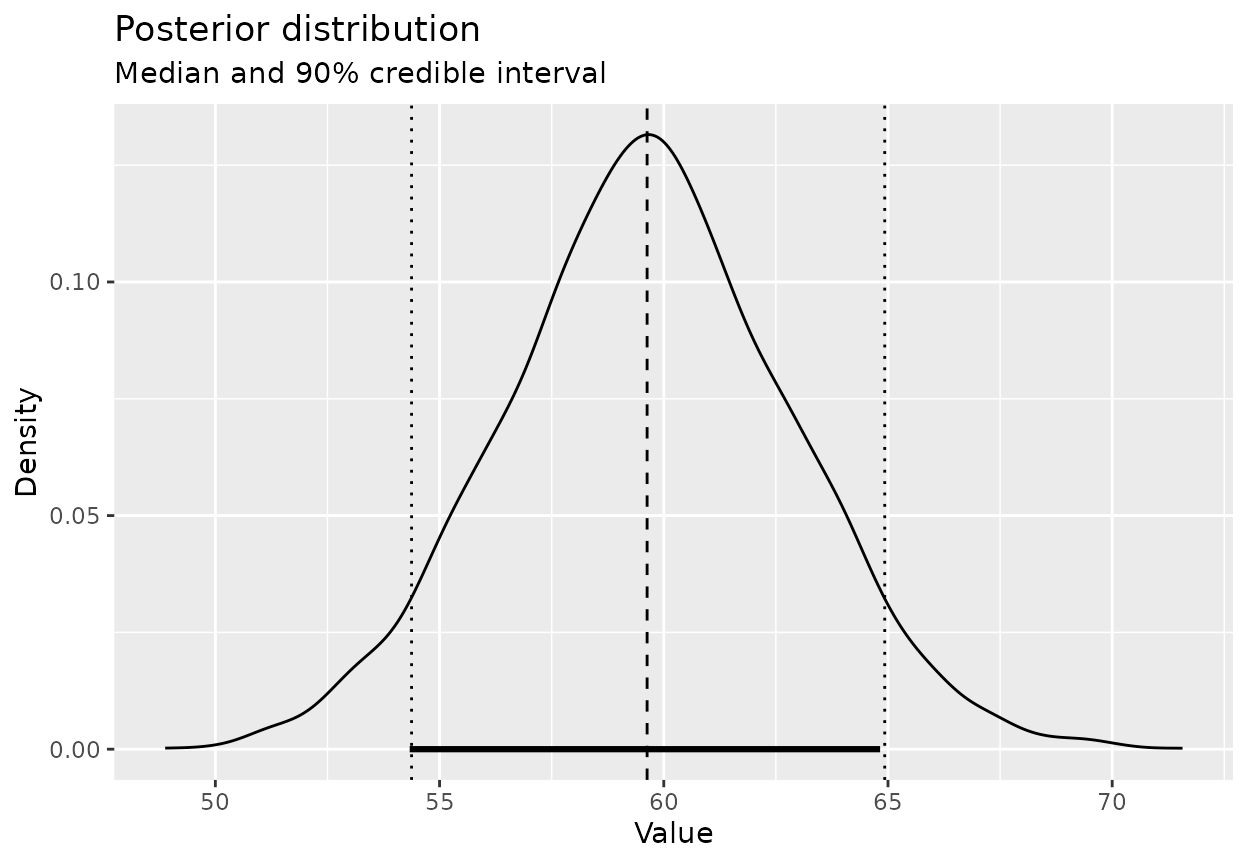 Posterior distribution
Median and 90% credible interval
Density
0.10
0.05
0.00
50 55 60 65 70
Value